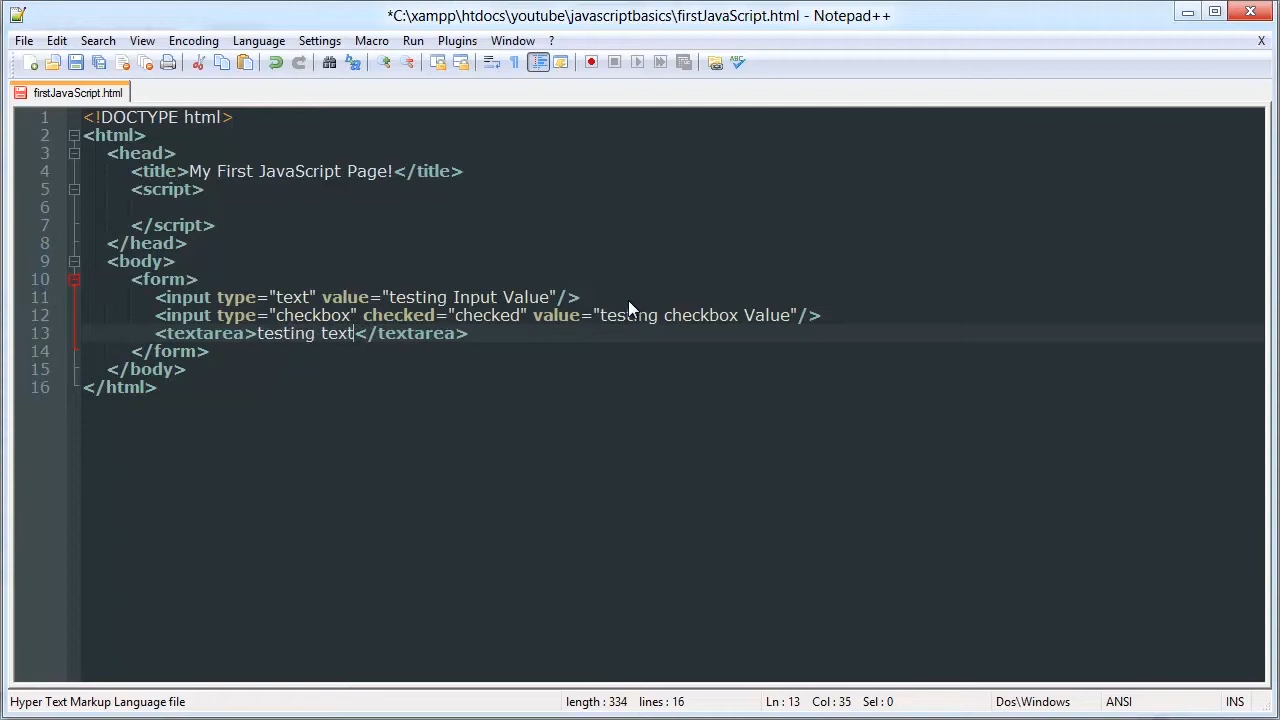 *C:\xampp\htdocs\youtube\javascriptbasics\firstJavaScript.html - Notepad++
File Edit Search View Encoding Language Settings Macro Run Plugins Window ? X
firstJavaScript.html
1 <!DOCTYPE html>
2 <html>
3 <head>
4 <title>My First JavaScript Page!</title>
5 <script>
6
7 </script>
8 </head>
9 <body>
10 <form>
11 <input type="text" value="testing Input Value"/>
12 <input type="checkbox" checked="checked" value="testing checkbox Value"/>
13 <textarea>testing text</textarea>
14 </form>
15 </body>
16 </html>
Hyper Text Markup Language file length : 334 lines : 16 Ln : 13 Col : 35 Sel : 0 Dos\Windows ANSI INS